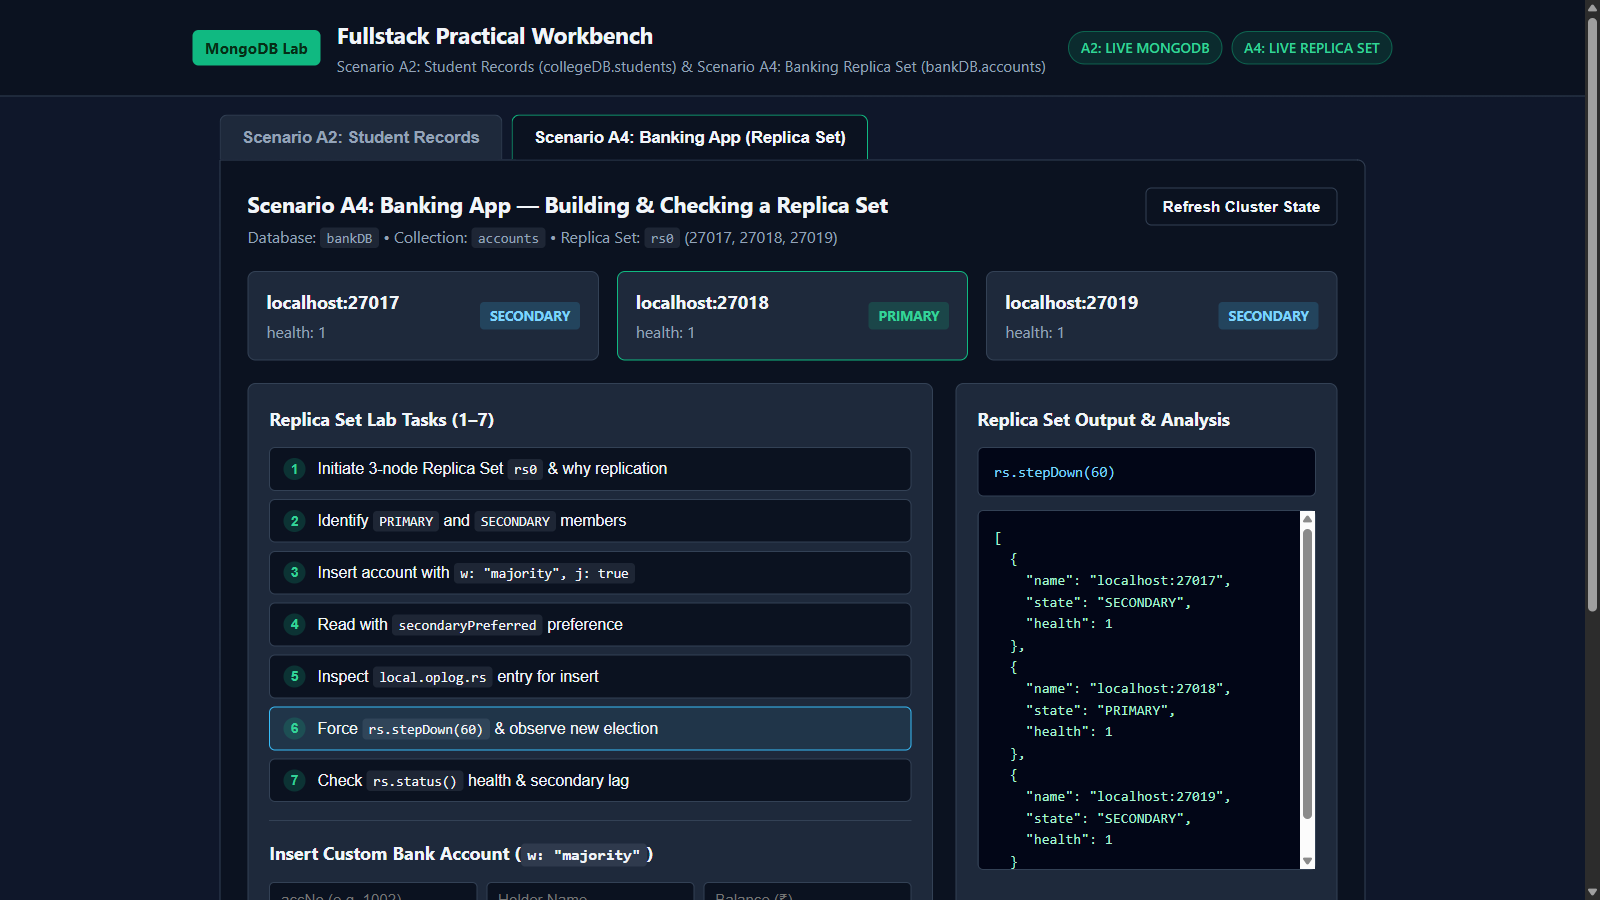 MongoDB Lab
Fullstack Practical Workbench
Scenario A2: Student Records (collegeDB.students) & Scenario A4: Banking Replica Set (bankDB.accounts)
A2: LIVE MONGODB
A4: LIVE REPLICA SET
Scenario A2: Student Records
Scenario A4: Banking App (Replica Set)
Scenario A4: Banking App — Building & Checking a Replica Set
Database: bankDB • Collection: accounts • Replica Set: rs0 (27017, 27018, 27019)
Refresh Cluster State
localhost:27017
health: 1
SECONDARY
localhost:27018
health: 1
PRIMARY
localhost:27019
health: 1
SECONDARY
Replica Set Lab Tasks (1–7)
1 Initiate 3-node Replica Set rs0 & why replication
2 Identify PRIMARY and SECONDARY members
3 Insert account with w: "majority", j: true
4 Read with secondaryPreferred preference
5 Inspect local.oplog.rs entry for insert
6 Force rs.stepDown(60) & observe new election
7 Check rs.status() health & secondary lag
Insert Custom Bank Account ( w: "majority" )
accNo (e.g. 1002)
Holder Name
Balance (₹)
Replica Set Output & Analysis
rs.stepDown(60)
[
{
"name": "localhost:27017",
"state": "SECONDARY",
"health": 1
},
{
"name": "localhost:27018",
"state": "PRIMARY",
"health": 1
},
{
"name": "localhost:27019",
"state": "SECONDARY",
"health": 1
}